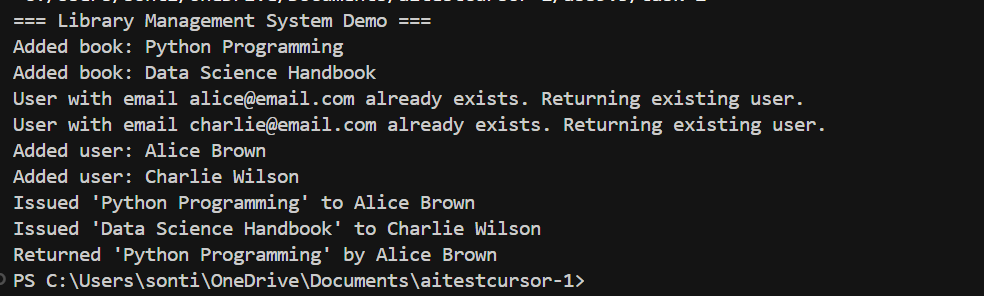 === Library Management System Demo ===
Added book: Python Programming
Added book: Data Science Handbook
User with email alice@email.com already exists. Returning existing user.
User with email charlie@email.com already exists. Returning existing user.
Added user: Alice Brown
Added user: Charlie Wilson
Issued 'Python Programming' to Alice Brown
Issued 'Data Science Handbook' to Charlie Wilson
Returned 'Python Programming' by Alice Brown
PS C:\Users\sonti\OneDrive\Documents\aitestcursor-1>